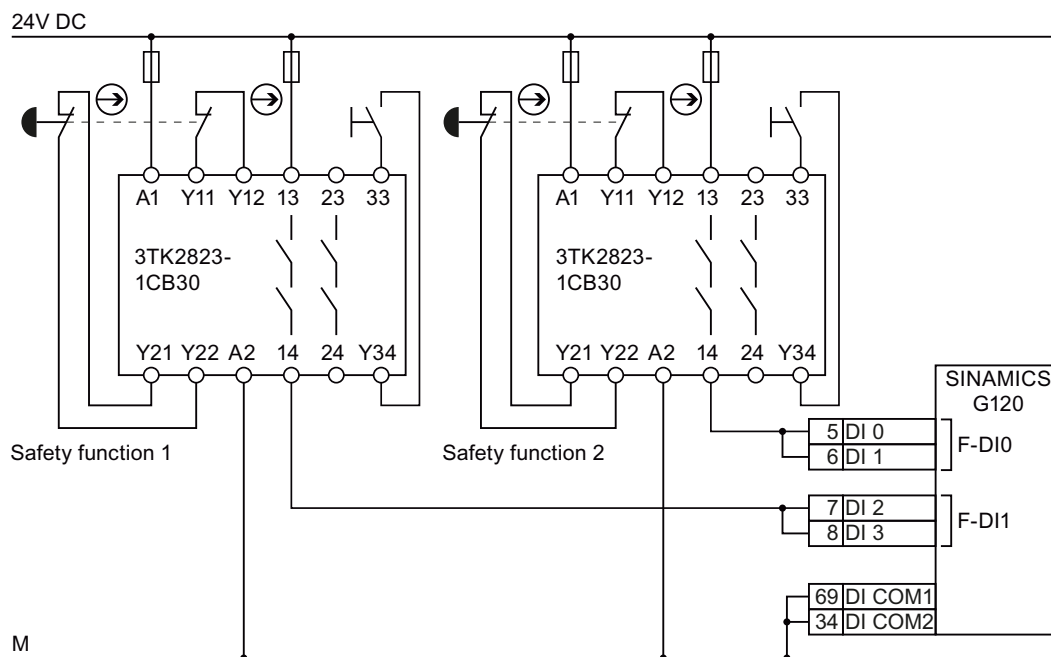 24V DC
A1 Y11 Y12 13 23 33
3TK2823-
1CB30
Y21 Y22 A2 14 24 Y34
Safety function 1
A1 Y11 Y12 13 23 33
3TK2823-
1CB30
Y21 Y22 A2 14 24 Y34
Safety function 2
SINAMICS
G120
5 DI 0
6 DI 1
F-DI0
7 DI 2
8 DI 3
F-DI1
69 DI COM1
34 DI COM2
M